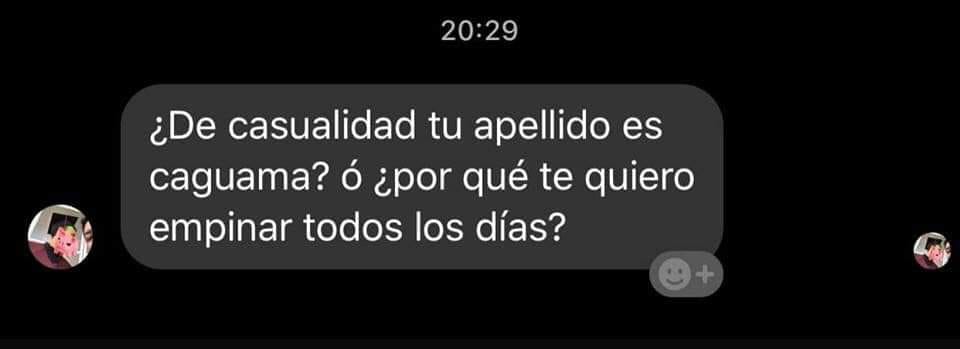 20:29
¿De casualidad tu apellido es
caguama? ó ¿por qué te quiero
empinar todos los días?